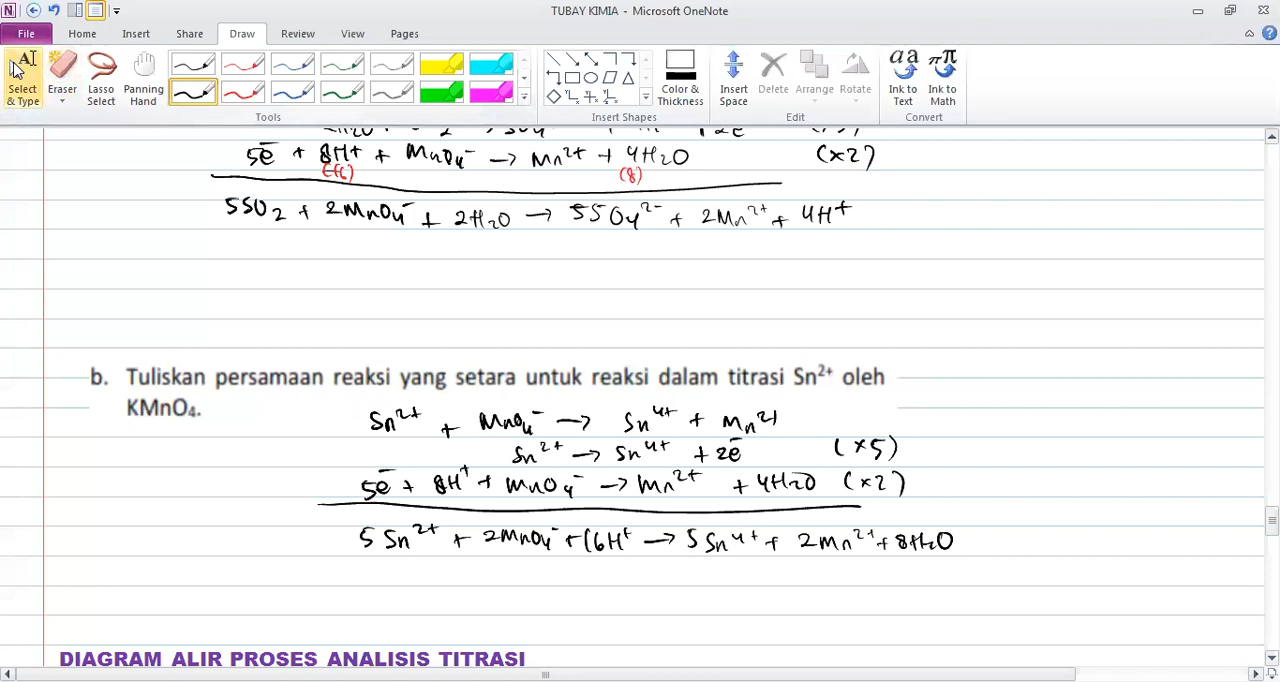 TUBAY KIMIA - Microsoft OneNote
File Home Insert Share Draw Review View Pages
Select & Type
Eraser
Lasso Select
Panning Hand
Color & Thickness
Insert Space
Delete
Arrange
Rotate
Ink to Text
Ink to Math
Tools
Insert Shapes
Edit
Convert
5e⁻ + 8H⁺ + MnO₄⁻ → Mn²⁺ + 4H₂O (×2)
(16) (8)
5SO₂ + 2MnO₄⁻ + 2H₂O → 5SO₄²⁻ + 2Mn²⁺ + 4H⁺
b. Tuliskan persamaan reaksi yang setara untuk reaksi dalam titrasi Sn²⁺ oleh
KMnO₄.
Sn²⁺ + MnO₄⁻ → Sn⁴⁺ + Mn²⁺
Sn²⁺ → Sn⁴⁺ + 2e⁻ (×5)
5e⁻ + 8H⁺ + MnO₄⁻ → Mn²⁺ + 4H₂O (×2)
5Sn²⁺ + 2MnO₄⁻ + 16H⁺ → 5Sn⁴⁺ + 2Mn²⁺ + 8H₂O
DIAGRAM ALIR PROSES ANALISIS TITRASI